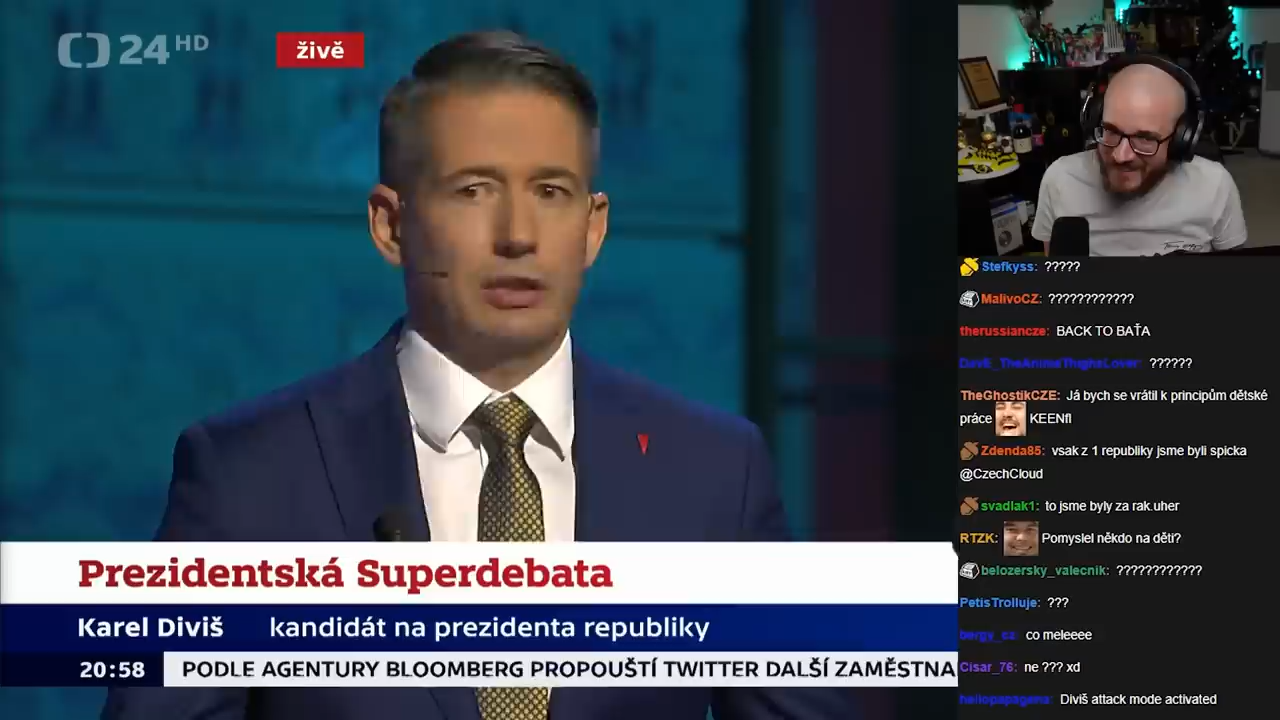 24 HD
živě
Prezidentská Superdebata
Karel Diviš kandidát na prezidenta republiky
20:58 PODLE AGENTURY BLOOMBERG PROPOUŠTÍ TWITTER DALŠÍ ZAMĚSTNA
Stefkyss: ?????
MalivoCZ: ????????????
therussiancze: BACK TO BAŤA
DavE_TheAnimeThighsLover: ??????
TheGhostikCZE: Já bych se vrátil k principům dětské
práce KEENfl
Zdenda85: vsak z 1 republiky jsme byli spicka
@CzechCloud
svadlak1: to jsme byly za rak.uher
RTZK: Pomyslel někdo na děti?
belozersky_valecnik: ????????????
PetisTrolluje: ???
bergy_cz: co meleeee
Cisar_76: ne ??? xd
hellopapagena: Diviš attack mode activated